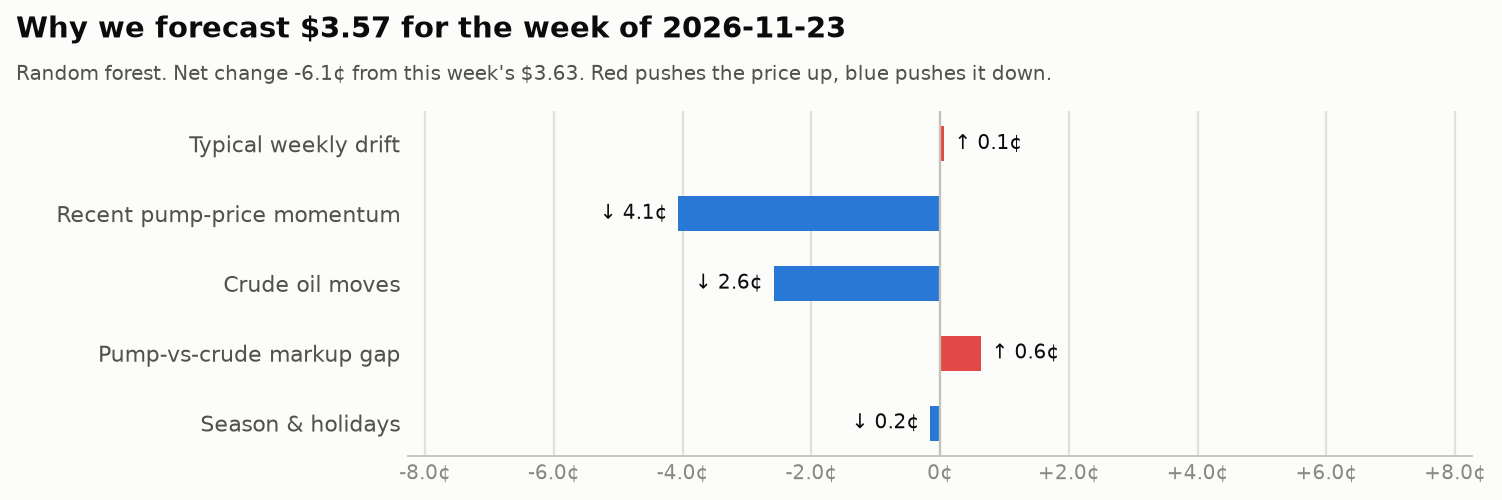 Why we forecast $3.57 for the week of 2026-11-23
Random forest. Net change -6.1¢ from this week's $3.63. Red pushes the price up, blue pushes it down.
Typical weekly drift
↑ 0.1¢
Recent pump-price momentum
↓ 4.1¢
Crude oil moves
↓ 2.6¢
Pump-vs-crude markup gap
↑ 0.6¢
Season & holidays
↓ 0.2¢
-8.0¢ -6.0¢ -4.0¢ -2.0¢ 0¢ +2.0¢ +4.0¢ +6.0¢ +8.0¢